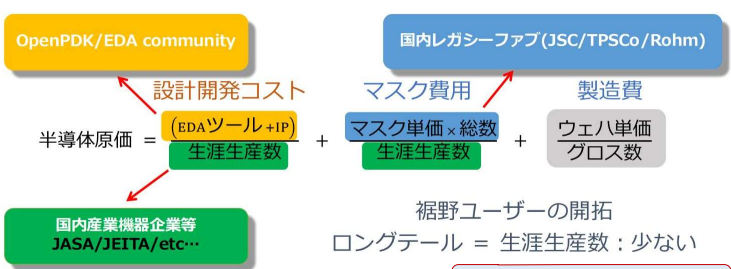 OpenPDK/EDA community
国内レガシーファブ(JSC/TPSCo/Rohm)
設計開発コスト
マスク費用
製造費
半導体原価 = (EDAツール+IP) / 生涯生産数 + マスク単価×総数 / 生涯生産数 + ウェハ単価 / グロス数
国内産業機器企業等
JASA/JEITA/etc…
裾野ユーザーの開拓
ロングテール = 生涯生産数:少ない